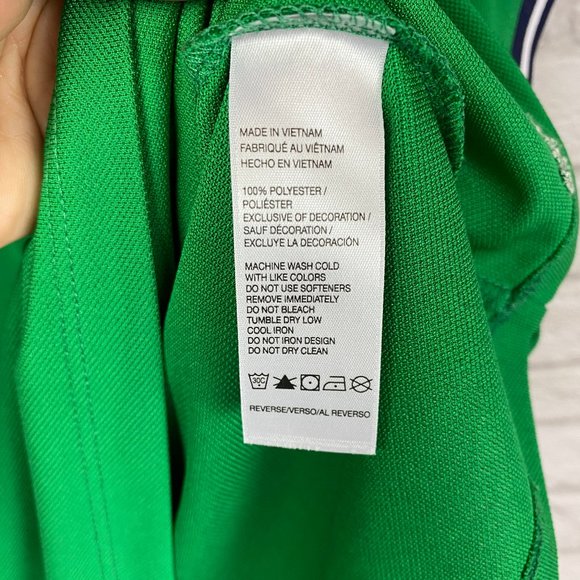 MADE IN VIETNAM
FABRIQUÉ AU VIÊTNAM
HECHO EN VIETNAM
100% POLYESTER /
POLIÉSTER
EXCLUSIVE OF DECORATION /
SAUF DÉCORATION /
EXCLUYE LA DECORACIÓN
MACHINE WASH COLD
WITH LIKE COLORS
DO NOT USE SOFTENERS
REMOVE IMMEDIATELY
DO NOT BLEACH
TUMBLE DRY LOW
COOL IRON
DO NOT IRON DESIGN
DO NOT DRY CLEAN
30C
REVERSE/VERSO/AL REVERSO